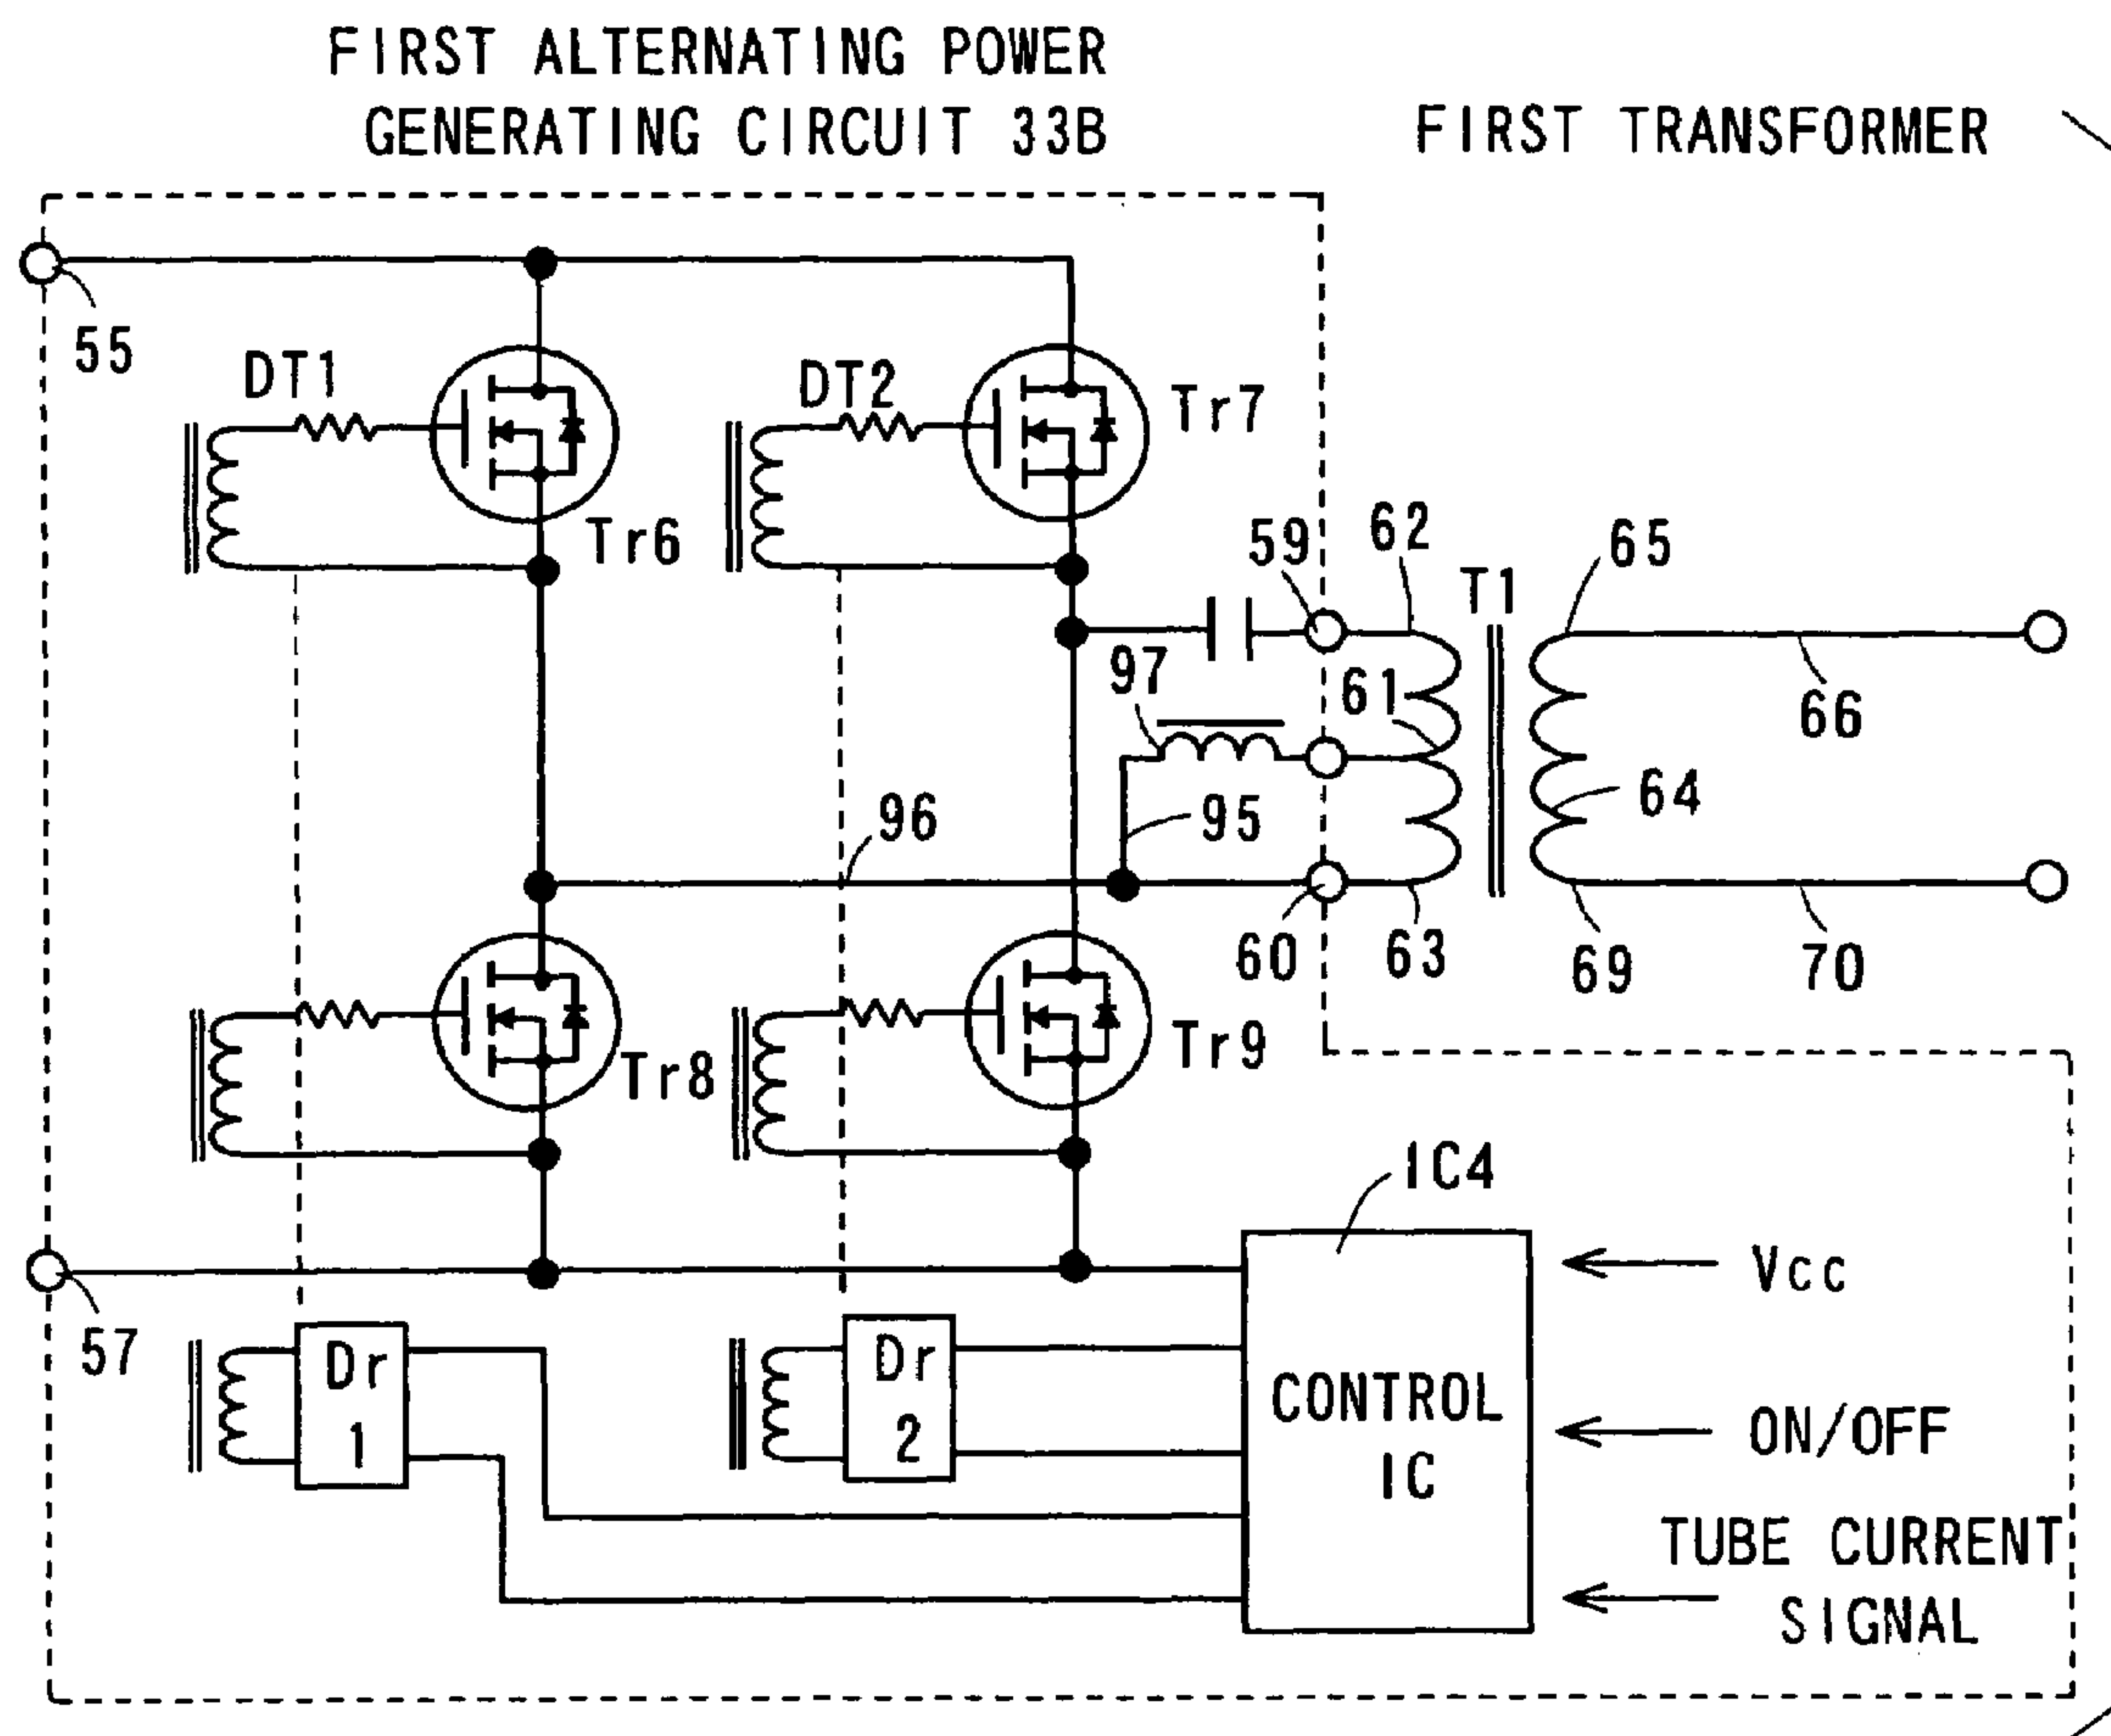 FIRST ALTERNATING POWER
GENERATING CIRCUIT 33B
FIRST TRANSFORMER
55
DT1
DT2
Tr7
Tr6
59
62
65
T1
97
61
66
64
96
95
60
63
69
70
Tr8
Tr9
IC4
Vcc
57
Dr
1
Dr
2
CONTROL
IC
ON/OFF
TUBE CURRENT
SIGNAL